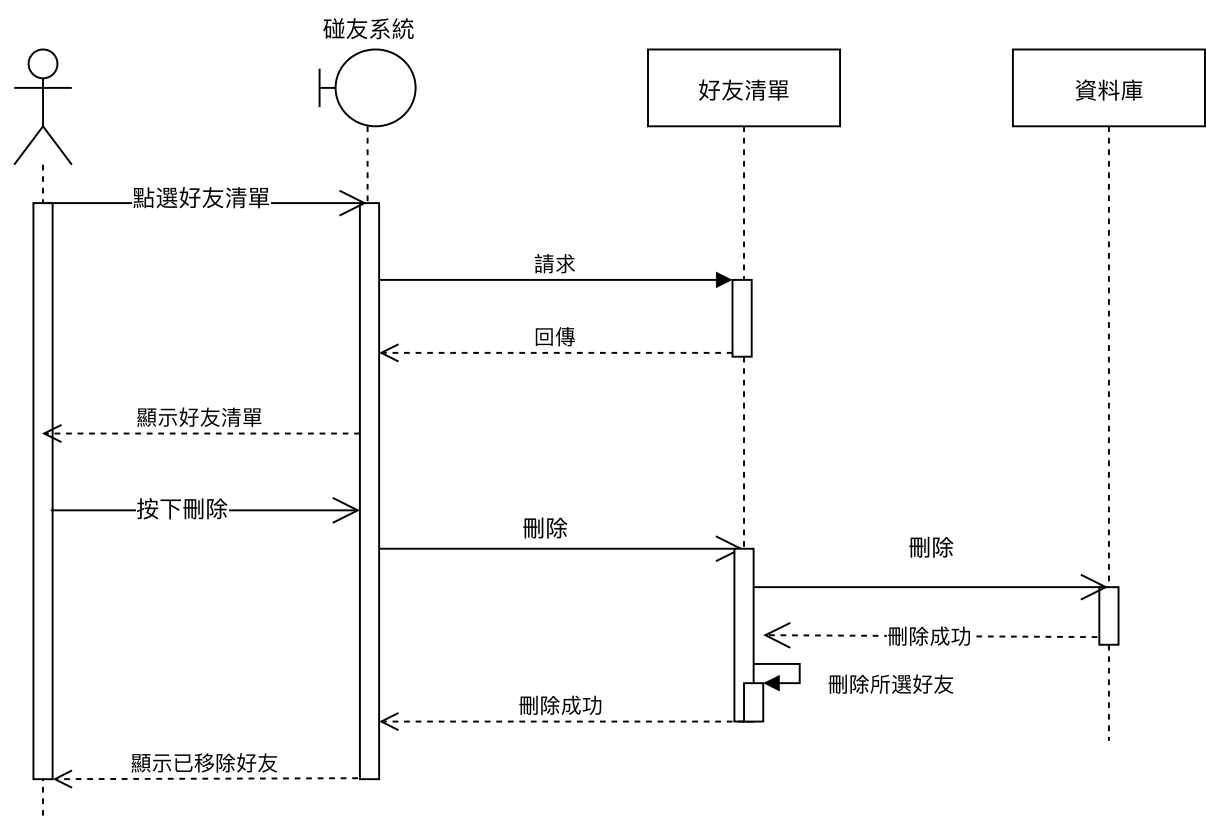 碰友系統
好友清單
資料庫
點選好友清單
請求
回傳
顯示好友清單
按下刪除
刪除
刪除
刪除成功
刪除所選好友
刪除成功
顯示已移除好友